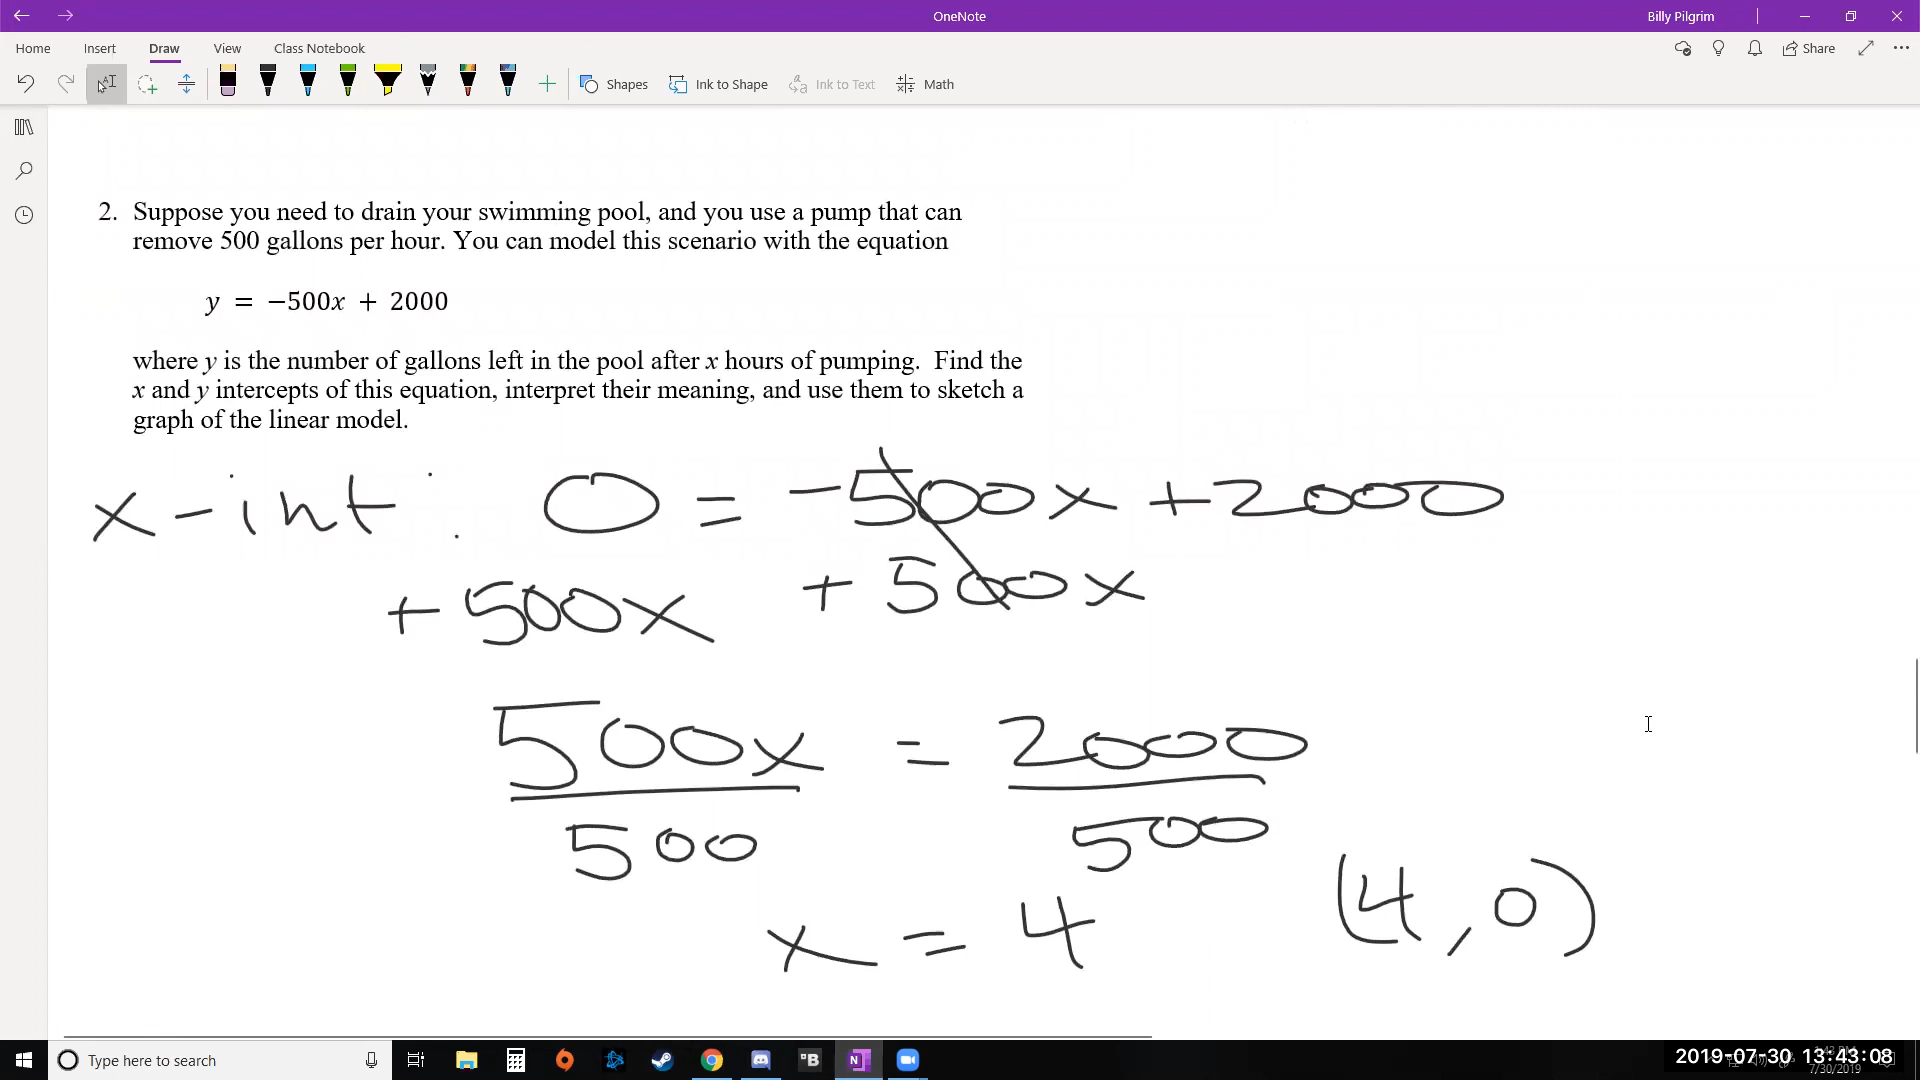 OneNote
Billy Pilgrim
Home Insert Draw View Class Notebook
Share
Shapes Ink to Shape Ink to Text Math
2. Suppose you need to drain your swimming pool, and you use a pump that can
remove 500 gallons per hour. You can model this scenario with the equation
y = −500x + 2000
where y is the number of gallons left in the pool after x hours of pumping. Find the
x and y intercepts of this equation, interpret their meaning, and use them to sketch a
graph of the linear model.
x-int: 0 = -500x +2000
+500x +500x
500x = 2000
500 500
x = 4 (4,0)
Type here to search
2019-07-30 13:43:08
7/30/2019